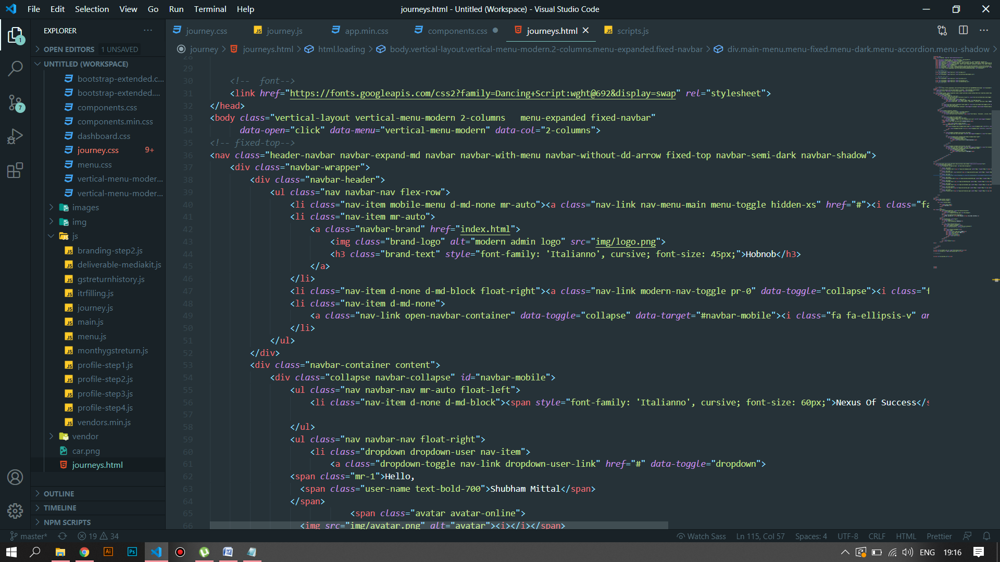 File Edit Selection View Go Run Terminal Help
journeys.html - Untitled (Workspace) - Visual Studio Code
EXPLORER
1
7
OPEN EDITORS 1 UNSAVED
UNTITLED (WORKSPACE)
bootstrap-extended.c...
bootstrap-extended....
components.css
components.min.css
dashboard.css
journey.css 9+
menu.css
vertical-menu-moder...
vertical-menu-moder...
images
img
js
branding-step2.js
deliverable-mediakit.js
gstreturnhistory.js
itrfilling.js
journey.js
main.js
menu.js
monthygstreturn.js
profile-step1.js
profile-step2.js
profile-step3.js
profile-step4.js
vendors.min.js
vendor
car.png
journeys.html
OUTLINE
TIMELINE
NPM SCRIPTS
journey.css journey.js app.min.css components.css journeys.html scripts.js
journey > journeys.html > html.loading > body.vertical-layout.vertical-menu-modern.2-columns.menu-expanded.fixed-navbar > div.main-menu.menu-fixed.menu-dark.menu-accordion.menu-shadow >
28
29
30 <!--  font-->
31 <link href="https://fonts.googleapis.com/css2?family=Dancing+Script:wght@692&display=swap" rel="stylesheet">
32 </head>
33 <body class="vertical-layout vertical-menu-modern 2-columns   menu-expanded fixed-navbar"
34 data-open="click" data-menu="vertical-menu-modern" data-col="2-columns">
35 <!-- fixed-top-->
36 <nav class="header-navbar navbar-expand-md navbar navbar-with-menu navbar-without-dd-arrow fixed-top navbar-semi-dark navbar-shadow">
37 <div class="navbar-wrapper">
38 <div class="navbar-header">
39 <ul class="nav navbar-nav flex-row">
40 <li class="nav-item mobile-menu d-md-none mr-auto"><a class="nav-link nav-menu-main menu-toggle hidden-xs" href="#"><i class="fa
41 <li class="nav-item mr-auto">
42 <a class="navbar-brand" href="index.html">
43 <img class="brand-logo" alt="modern admin logo" src="img/logo.png">
44 <h3 class="brand-text" style="font-family: 'Italianno', cursive; font-size: 45px;">Hobnob</h3>
45 </a>
46 </li>
47 <li class="nav-item d-none d-md-block float-right"><a class="nav-link modern-nav-toggle pr-0" data-toggle="collapse"><i class="f
48 <li class="nav-item d-md-none">
49 <a class="nav-link open-navbar-container" data-toggle="collapse" data-target="#navbar-mobile"><i class="fa fa-ellipsis-v" ar
50 </li>
51 </ul>
52 </div>
53 <div class="navbar-container content">
54 <div class="collapse navbar-collapse" id="navbar-mobile">
55 <ul class="nav navbar-nav mr-auto float-left">
56 <li class="nav-item d-none d-md-block"><span style="font-family: 'Italianno', cursive; font-size: 60px;">Nexus Of Success</s
57
58 </ul>
59 <ul class="nav navbar-nav float-right">
60 <li class="dropdown dropdown-user nav-item">
61 <a class="dropdown-toggle nav-link dropdown-user-link" href="#" data-toggle="dropdown">
62 <span class="mr-1">Hello,
63 <span class="user-name text-bold-700">Shubham Mittal</span>
64 </span>
65 <span class="avatar avatar-online">
66 <img src="img/avatar.png" alt="avatar"><i></i></span>
master* 19 34
Watch Sass Ln 115, Col 57 Spaces: 4 UTF-8 CRLF HTML Prettier
Ai Ps ENG 19:16